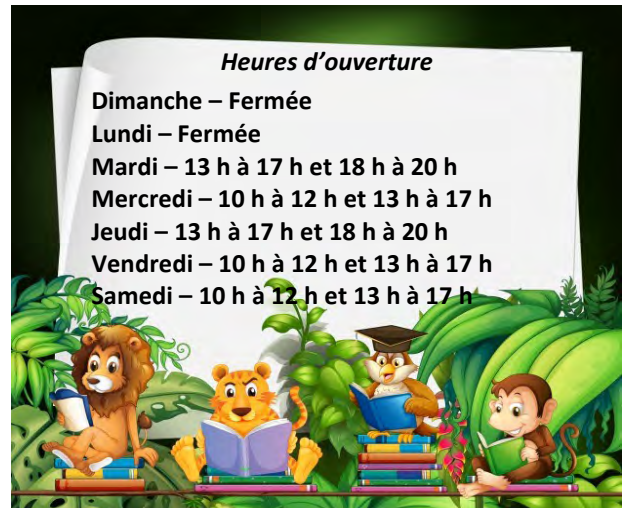 Heures d’ouverture
Dimanche – Fermée
Lundi – Fermée
Mardi – 13 h à 17 h et 18 h à 20 h
Mercredi – 10 h à 12 h et 13 h à 17 h
Jeudi – 13 h à 17 h et 18 h à 20 h
Vendredi – 10 h à 12 h et 13 h à 17 h
Samedi – 10 h à 12 h et 13 h à 17 h